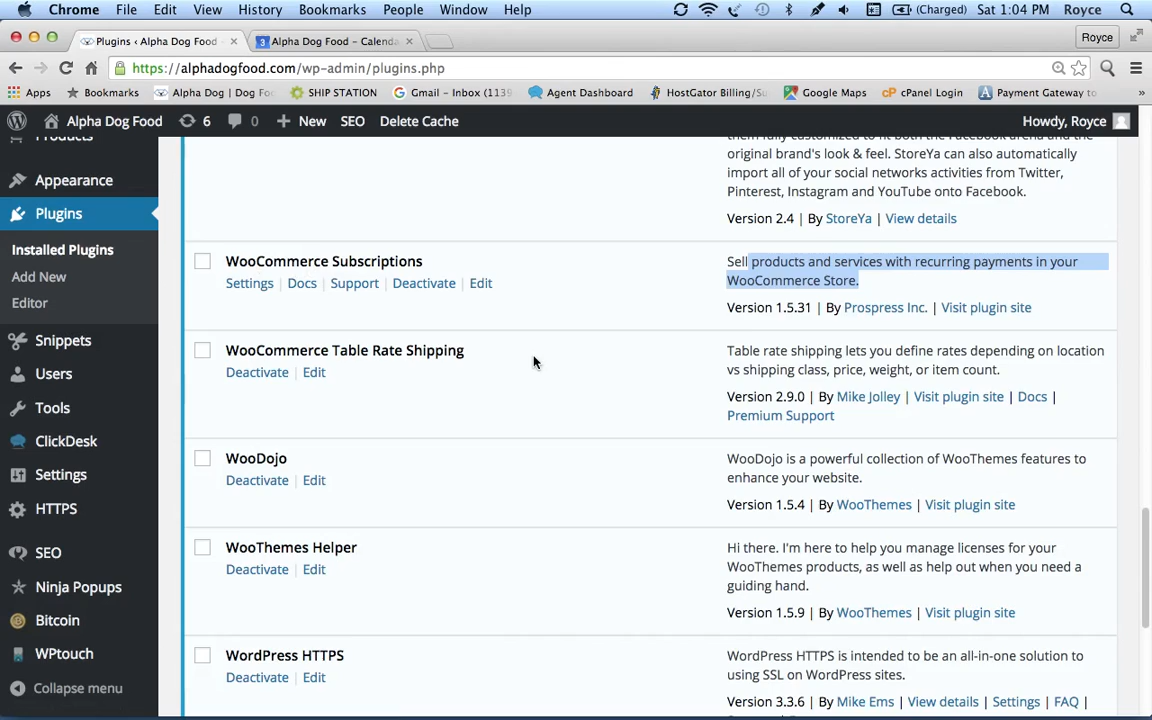 Chrome File Edit View History Bookmarks People Window Help (Charged) Sat 1:04 PM Royce
Plugins ‹ Alpha Dog Food Alpha Dog Food – Calenda Royce
https://alphadogfood.com/wp-admin/plugins.php
Apps Bookmarks Alpha Dog | Dog Fo SHIP STATION Gmail - Inbox (1139 Agent Dashboard HostGator Billing/Su Google Maps cPanel Login Payment Gateway to »
Alpha Dog Food 6 0 New SEO Delete Cache Howdy, Royce
Products
Appearance
Plugins
Installed Plugins
Add New
Editor
Snippets
Users
Tools
ClickDesk
Settings
HTTPS
SEO
Ninja Popups
Bitcoin
WPtouch
Collapse menu
them fully customized to fit both the Facebook arena and the
original brand's look & feel. StoreYa can also automatically
import all of your social networks activities from Twitter,
Pinterest, Instagram and YouTube onto Facebook.
Version 2.4 | By StoreYa | View details
WooCommerce Subscriptions
Settings | Docs | Support | Deactivate | Edit
Sell products and services with recurring payments in your
WooCommerce Store.
Version 1.5.31 | By Prospress Inc. | Visit plugin site
WooCommerce Table Rate Shipping
Deactivate | Edit
Table rate shipping lets you define rates depending on location
vs shipping class, price, weight, or item count.
Version 2.9.0 | By Mike Jolley | Visit plugin site | Docs |
Premium Support
WooDojo
Deactivate | Edit
WooDojo is a powerful collection of WooThemes features to
enhance your website.
Version 1.5.4 | By WooThemes | Visit plugin site
WooThemes Helper
Deactivate | Edit
Hi there. I'm here to help you manage licenses for your
WooThemes products, as well as help out when you need a
guiding hand.
Version 1.5.9 | By WooThemes | Visit plugin site
WordPress HTTPS
Deactivate | Edit
WordPress HTTPS is intended to be an all-in-one solution to
using SSL on WordPress sites.
Version 3.3.6 | By Mike Ems | View details | Settings | FAQ |